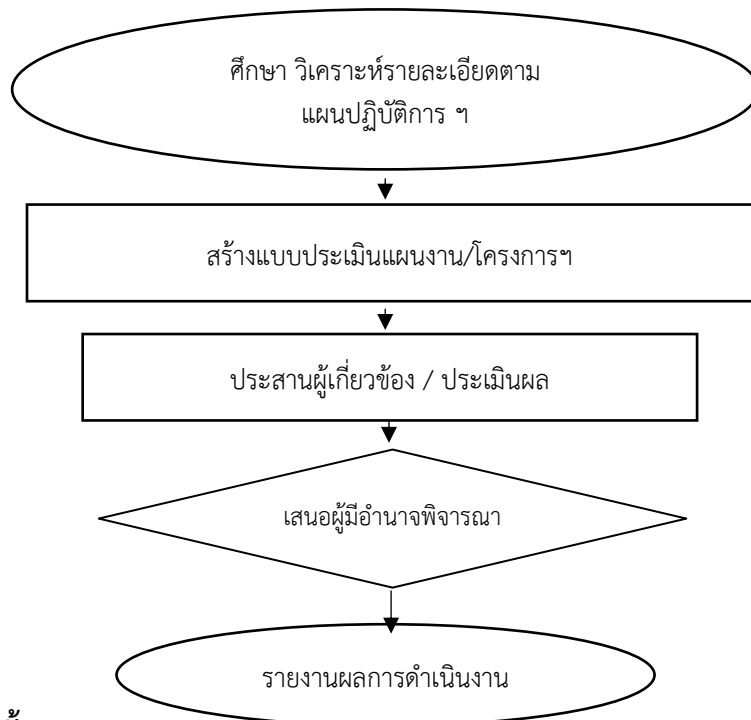 ศึกษา วิเคราะห์รายละเอียดตาม
แผนปฏิบัติการ ฯ
สร้างแบบประเมินแผนงาน/โครงการฯ
ประสานผู้เกี่ยวข้อง / ประเมินผล
เสนอผู้มีอำนาจพิจารณา
รายงานผลการดำเนินงาน